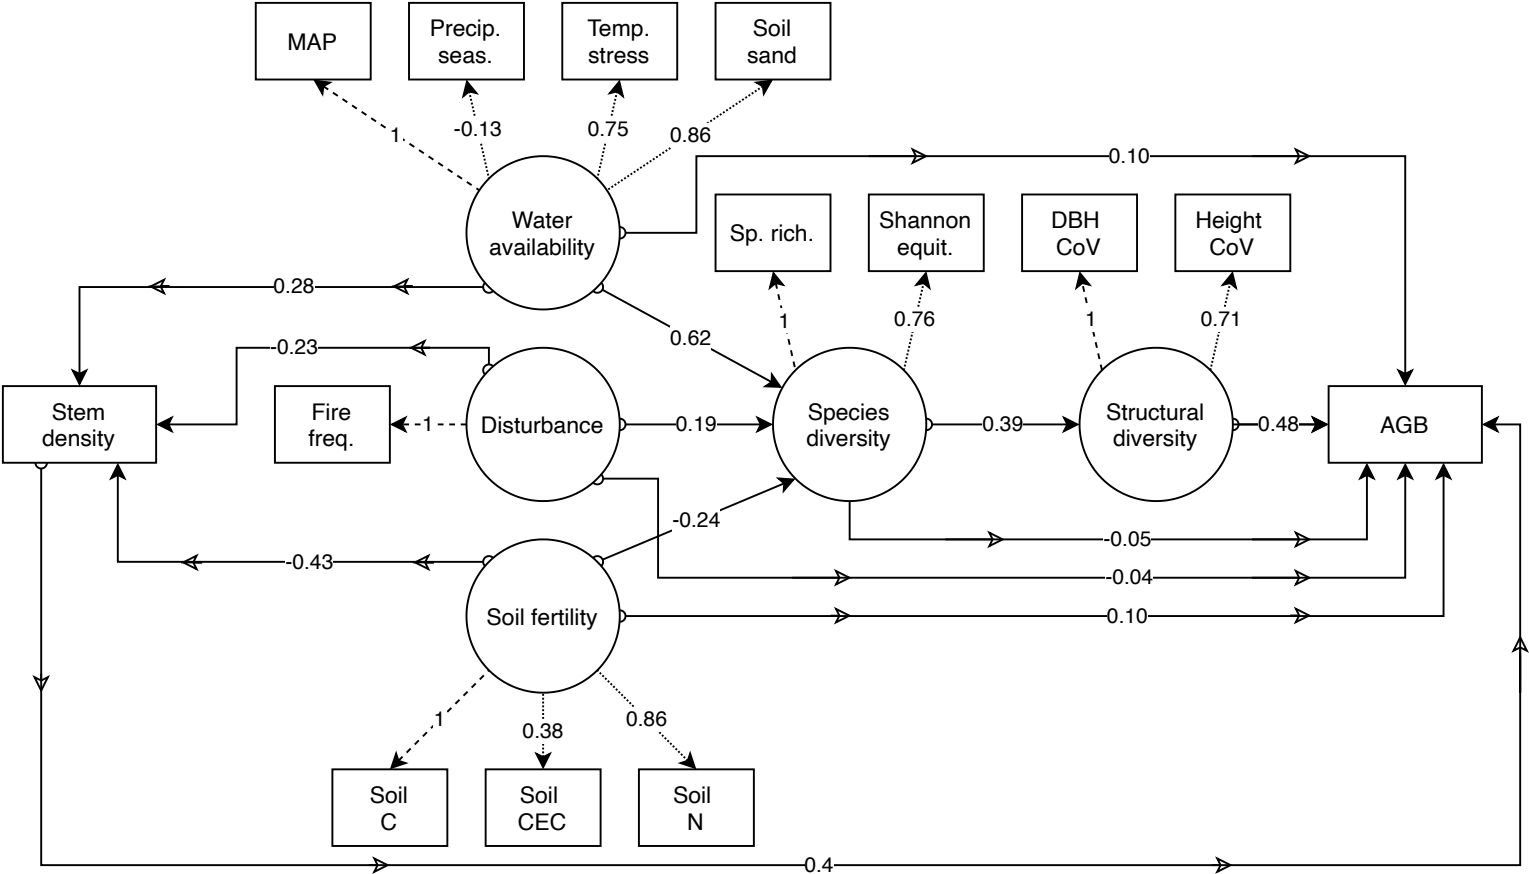 MAP
Precip.
seas.
Temp.
stress
Soil
sand
1
-0.13
0.75
0.86
0.10
Water
availability
Sp. rich.
Shannon
equit.
DBH
CoV
Height
CoV
0.28
1
0.76
1
0.71
0.62
-0.23
Stem
density
Fire
freq.
1
Disturbance
0.19
Species
diversity
0.39
Structural
diversity
0.48
AGB
-0.24
-0.05
-0.43
-0.04
Soil fertility
0.10
1
0.38
0.86
Soil
C
Soil
CEC
Soil
N
0.4